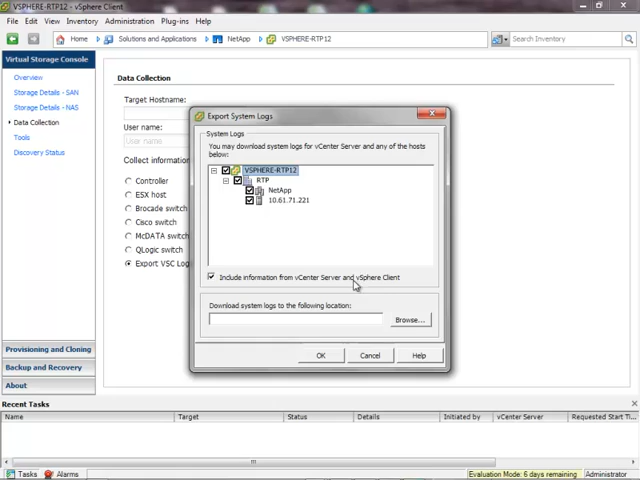 VSPHERE-RTP12 - vSphere Client
File Edit View Inventory Administration Plug-ins Help
Home Solutions and Applications NetApp VSPHERE-RTP12 Search Inventory
Virtual Storage Console
Overview
Storage Details - SAN
Storage Details - NAS
Data Collection
Tools
Discovery Status
Provisioning and Cloning
Backup and Recovery
About
Data Collection
Target Hostname:
User name:
User name
Collect information
Controller
ESX host
Brocade switch
Cisco switch
McDATA switch
QLogic switch
Export VSC Log
Export System Logs
System Logs
You may download system logs for vCenter Server and any of the hosts
below:
VSPHERE-RTP12
RTP
NetApp
10.61.71.221
Include information from vCenter Server and vSphere Client
Download system logs to the following location:
Browse...
OK Cancel Help
Recent Tasks
Name Target Status Details Initiated by vCenter Server Requested Start Ti...
Tasks Alarms Evaluation Mode: 6 days remaining Administrator